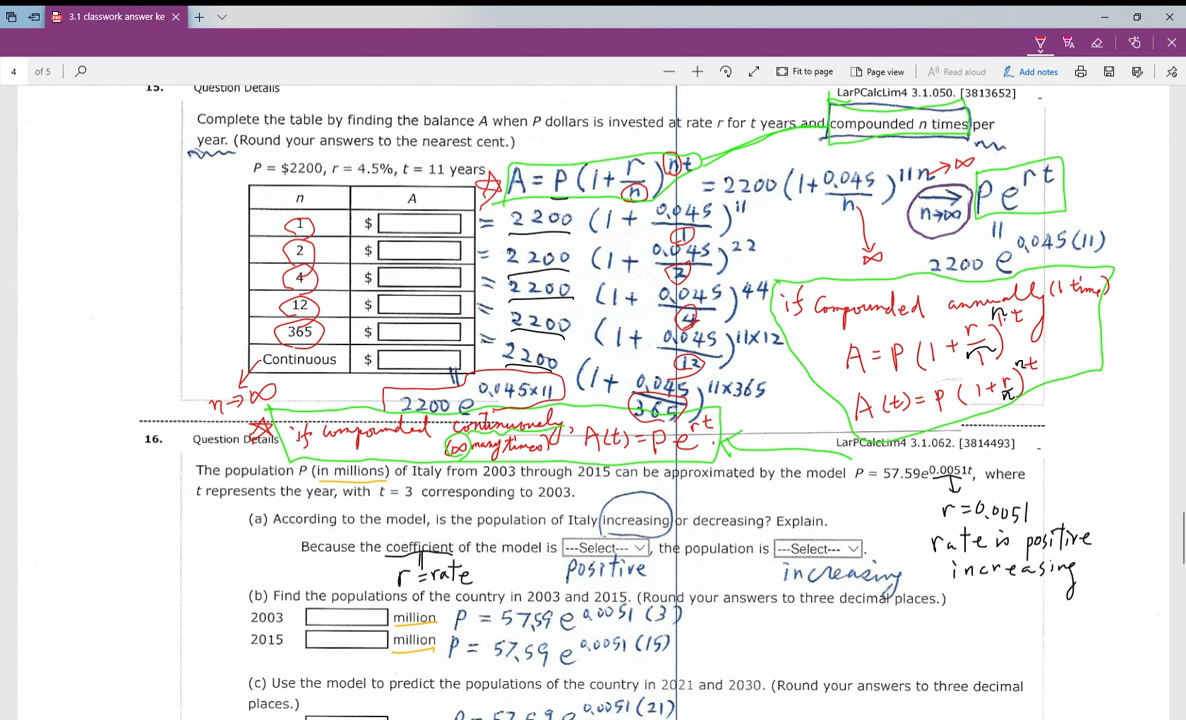 3.1 classwork answer ke
4 of 5
Fit to page
Page view
Read aloud
Add notes
15. Question Details
LarPCalcLim4 3.1.050. [3813652]
Complete the table by finding the balance A when P dollars is invested at rate r for t years and compounded n times per
year. (Round your answers to the nearest cent.)
P = $2200, r = 4.5%, t = 11 years
A = P (1+ r/n)^nt = 2200 (1+ 0.045/n)^11n n→∞ P e^rt
n→∞
∞
11
2200 e^0.045(11)
n A
1 $ = 2200 (1 + 0.045/1)^11
2 $ = 2200 (1 + 0.045/2)^22
4 $ = 2200 (1 + 0.045/4)^44
12 $ = 2200 (1 + 0.045/12)^11x12
365 $ = 2200 (1 + 0.045/365)^11x365
Continuous $
n→∞
2200 e^0.045x11
if compounded annually (1 time)
A = P (1 + r/n)^nt
A(t) = P (1 + r/n)^nt
if compounded continuously, A(t) = P e^rt
(∞ many times)
16. Question Details
LarPCalcLim4 3.1.062. [3814493]
The population P (in millions) of Italy from 2003 through 2015 can be approximated by the model P = 57.59e^0.0051t, where
t represents the year, with t = 3 corresponding to 2003.
r = 0.0051
rate is positive
increasing
(a) According to the model, is the population of Italy increasing or decreasing? Explain.
Because the coefficient of the model is ---Select---, the population is ---Select---.
r = rate positive increasing
(b) Find the populations of the country in 2003 and 2015. (Round your answers to three decimal places.)
2003 million P = 57.59 e^0.0051 (3)
2015 million P = 57.59 e^0.0051 (15)
(c) Use the model to predict the populations of the country in 2021 and 2030. (Round your answers to three decimal
places.)
0.0051 (21)